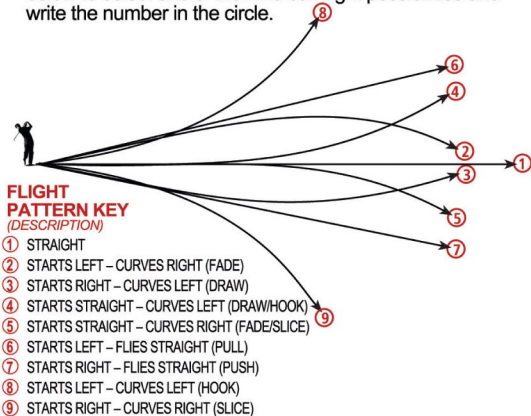 write the number in the circle.
8
6
4
2
1
3
5
7
9
FLIGHT
PATTERN KEY
(DESCRIPTION)
1 STRAIGHT
2 STARTS LEFT – CURVES RIGHT (FADE)
3 STARTS RIGHT – CURVES LEFT (DRAW)
4 STARTS STRAIGHT – CURVES LEFT (DRAW/HOOK)
5 STARTS STRAIGHT – CURVES RIGHT (FADE/SLICE)
6 STARTS LEFT – FLIES STRAIGHT (PULL)
7 STARTS RIGHT – FLIES STRAIGHT (PUSH)
8 STARTS LEFT – CURVES LEFT (HOOK)
9 STARTS RIGHT – CURVES RIGHT (SLICE)